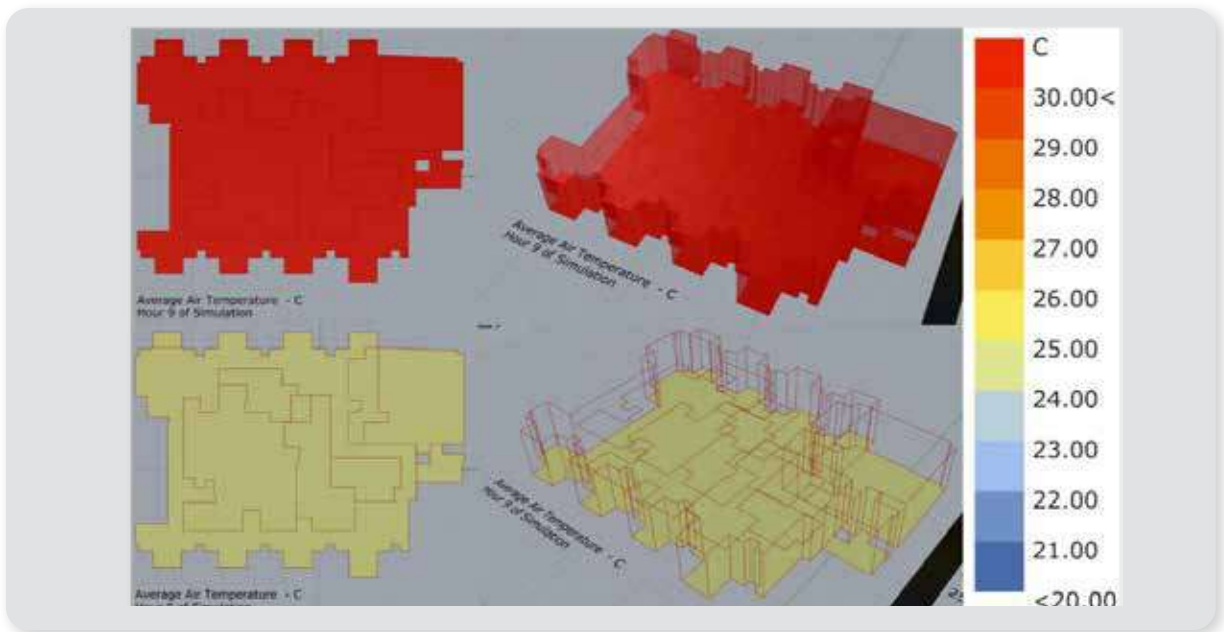 Average Air Temperature - C
Hour 9 of Simulation
Average Air Temperature - C
Hour 9 of Simulation
Average Air Temperature - C
Average Air Temperature - C
Hour 9 of Simulation
C
30.00<
29.00
28.00
27.00
26.00
25.00
24.00
23.00
22.00
21.00
<20.00